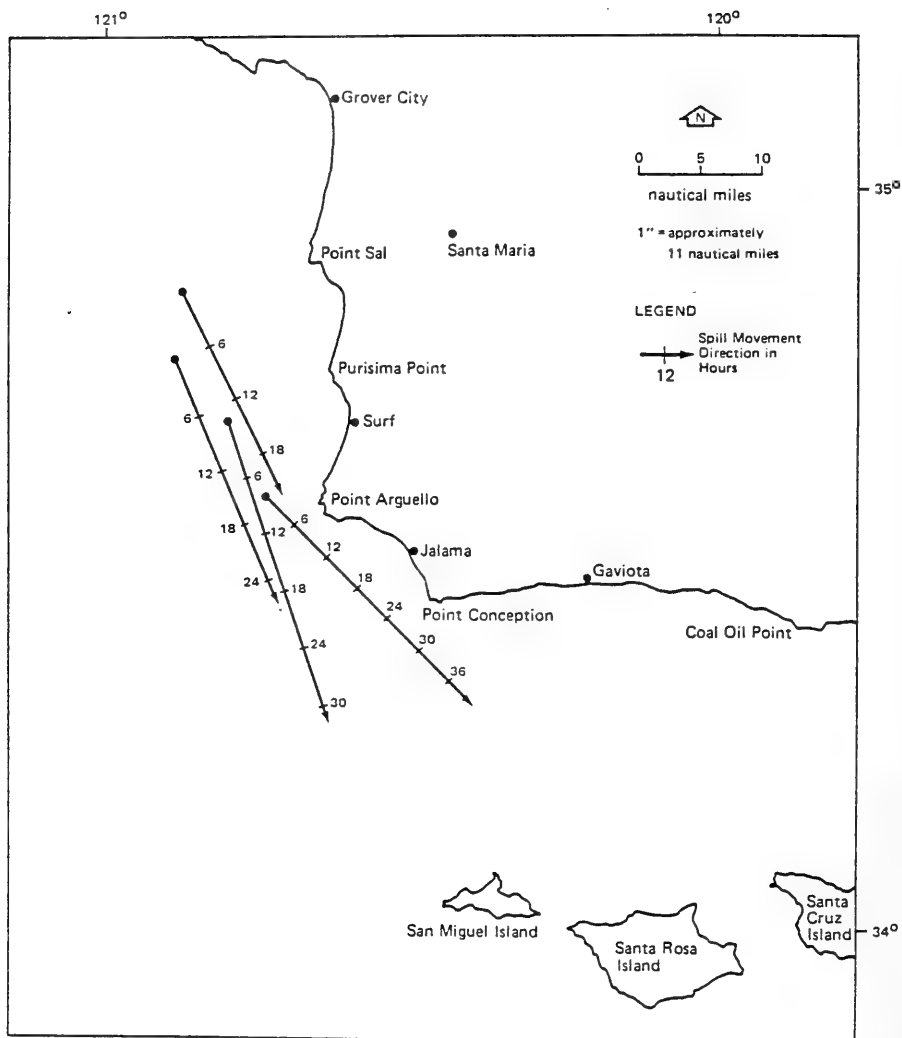 121°
120°
Grover City
N
0 5 10
nautical miles
35°
1" = approximately
11 nautical miles
Santa Maria
Point Sal
LEGEND
Spill Movement
Direction in
Hours
12
Purisima Point
Surf
Point Arguello
Jalama
Gaviota
Point Conception
Coal Oil Point
6
12
18
6
12
18
24
6
12
18
24
30
6
12
18
24
30
36
San Miguel Island
Santa Rosa
Island
Santa
Cruz
Island
34°